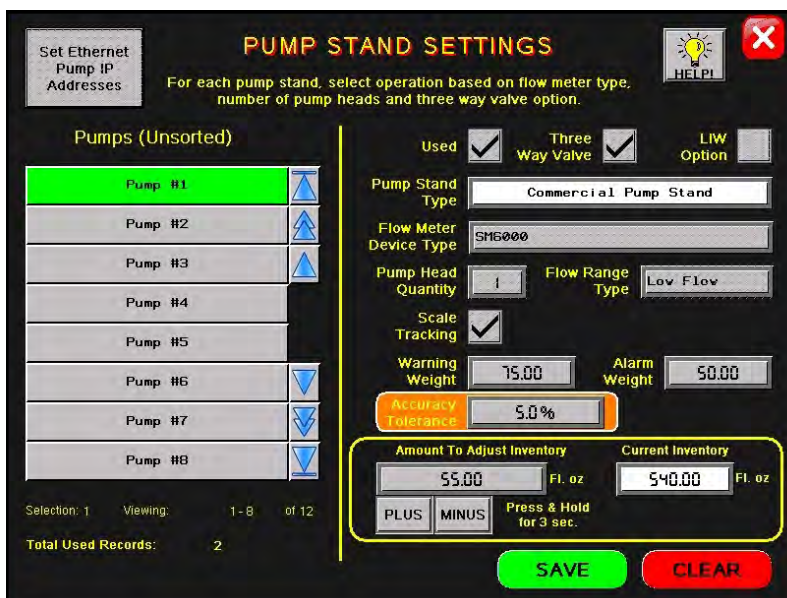 Set Ethernet
Pump IP
Addresses
PUMP STAND SETTINGS
HELP!
For each pump stand, select operation based on flow meter type,
number of pump heads and three way valve option.
Pumps (Unsorted)
Pump #1
Pump #2
Pump #3
Pump #4
Pump #5
Pump #6
Pump #7
Pump #8
Selection: 1 Viewing: 1 - 8 of 12
Total Used Records: 2
Used
Three
Way Valve
LIW
Option
Pump Stand
Type
Commercial Pump Stand
Flow Meter
Device Type
SM6000
Pump Head
Quantity
1
Flow Range
Type
Low Flow
Scale
Tracking
Warning
Weight
75.00
Alarm
Weight
50.00
Accuracy
Tolerance
5.0%
Amount To Adjust Inventory
55.00 Fl. oz
Current Inventory
540.00 Fl. oz
PLUS MINUS
Press & Hold
for 3 sec.
SAVE CLEAR